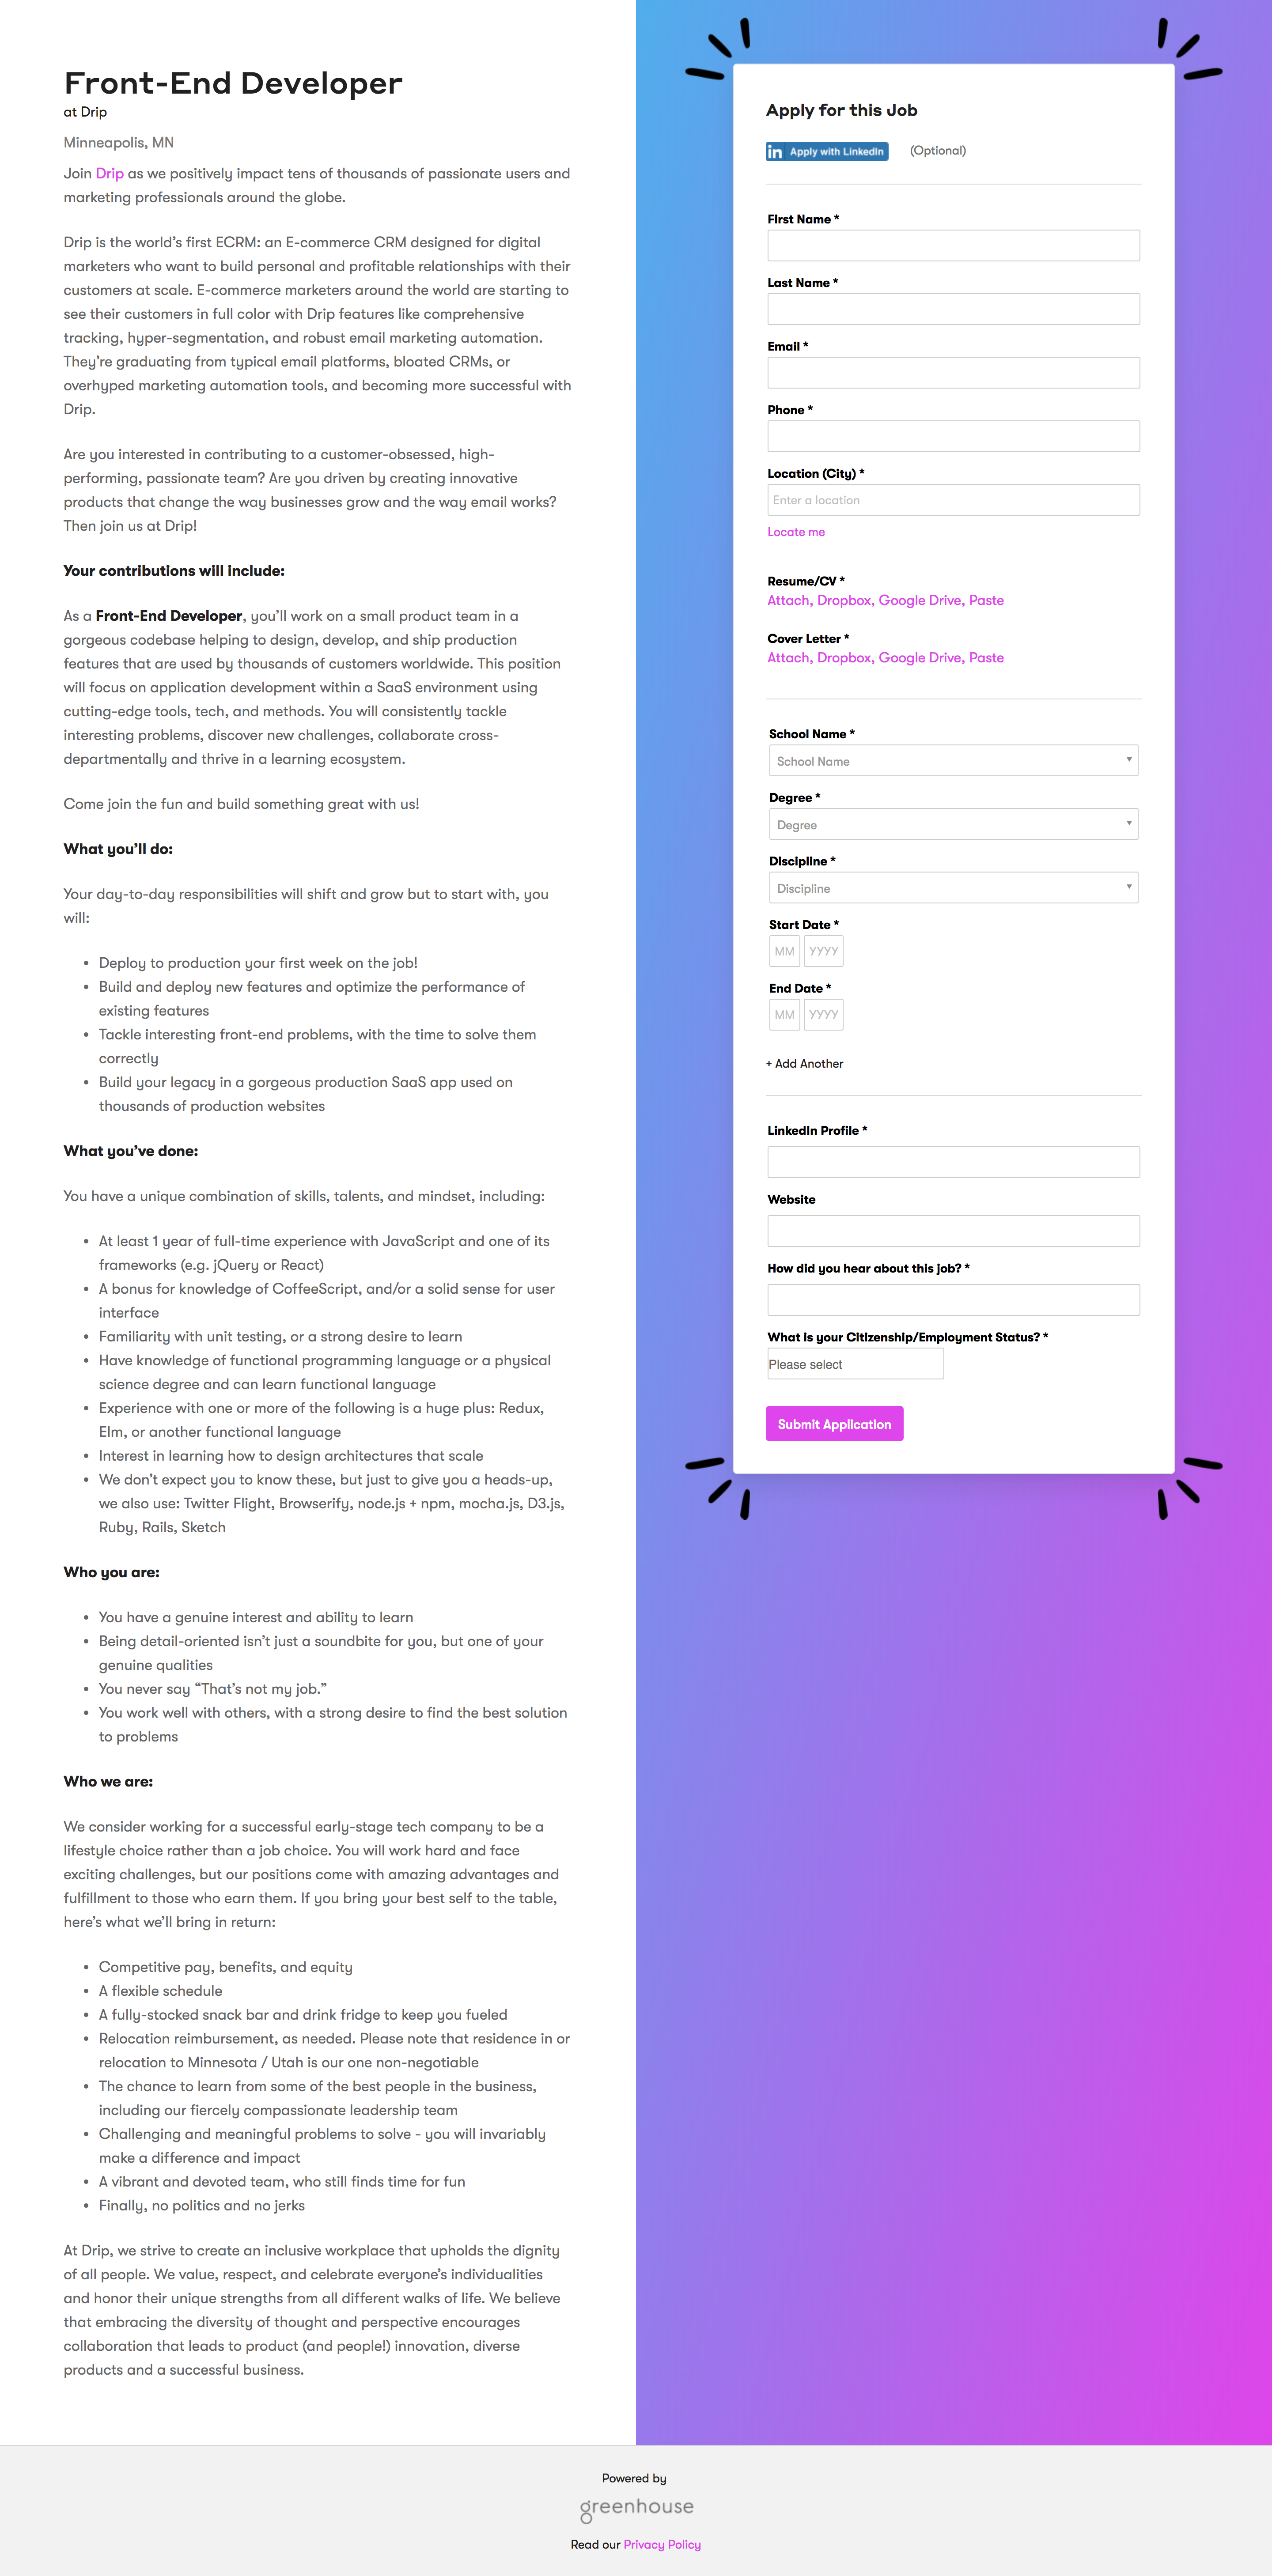 Front-End Developer
at Drip
Minneapolis, MN
Join Drip as we positively impact tens of thousands of passionate users and
marketing professionals around the globe.
Drip is the world’s first ECRM: an E-commerce CRM designed for digital
marketers who want to build personal and profitable relationships with their
customers at scale. E-commerce marketers around the world are starting to
see their customers in full color with Drip features like comprehensive
tracking, hyper-segmentation, and robust email marketing automation.
They’re graduating from typical email platforms, bloated CRMs, or
overhyped marketing automation tools, and becoming more successful with
Drip.
Are you interested in contributing to a customer-obsessed, high-
performing, passionate team? Are you driven by creating innovative
products that change the way businesses grow and the way email works?
Then join us at Drip!
Your contributions will include:
As a Front-End Developer, you’ll work on a small product team in a
gorgeous codebase helping to design, develop, and ship production
features that are used by thousands of customers worldwide. This position
will focus on application development within a SaaS environment using
cutting-edge tools, tech, and methods. You will consistently tackle
interesting problems, discover new challenges, collaborate cross-
departmentally and thrive in a learning ecosystem.
Come join the fun and build something great with us!
What you’ll do:
Your day-to-day responsibilities will shift and grow but to start with, you
will:
• Deploy to production your first week on the job!
• Build and deploy new features and optimize the performance of
existing features
• Tackle interesting front-end problems, with the time to solve them
correctly
• Build your legacy in a gorgeous production SaaS app used on
thousands of production websites
What you’ve done:
You have a unique combination of skills, talents, and mindset, including:
• At least 1 year of full-time experience with JavaScript and one of its
frameworks (e.g. jQuery or React)
• A bonus for knowledge of CoffeeScript, and/or a solid sense for user
interface
• Familiarity with unit testing, or a strong desire to learn
• Have knowledge of functional programming language or a physical
science degree and can learn functional language
• Experience with one or more of the following is a huge plus: Redux,
Elm, or another functional language
• Interest in learning how to design architectures that scale
• We don’t expect you to know these, but just to give you a heads-up,
we also use: Twitter Flight, Browserify, node.js + npm, mocha.js, D3.js,
Ruby, Rails, Sketch
Who you are:
• You have a genuine interest and ability to learn
• Being detail-oriented isn’t just a soundbite for you, but one of your
genuine qualities
• You never say “That’s not my job.”
• You work well with others, with a strong desire to find the best solution
to problems
Who we are:
We consider working for a successful early-stage tech company to be a
lifestyle choice rather than a job choice. You will work hard and face
exciting challenges, but our positions come with amazing advantages and
fulfillment to those who earn them. If you bring your best self to the table,
here’s what we’ll bring in return:
• Competitive pay, benefits, and equity
• A flexible schedule
• A fully-stocked snack bar and drink fridge to keep you fueled
• Relocation reimbursement, as needed. Please note that residence in or
relocation to Minnesota / Utah is our one non-negotiable
• The chance to learn from some of the best people in the business,
including our fiercely compassionate leadership team
• Challenging and meaningful problems to solve - you will invariably
make a difference and impact
• A vibrant and devoted team, who still finds time for fun
• Finally, no politics and no jerks
At Drip, we strive to create an inclusive workplace that upholds the dignity
of all people. We value, respect, and celebrate everyone’s individualities
and honor their unique strengths from all different walks of life. We believe
that embracing the diversity of thought and perspective encourages
collaboration that leads to product (and people!) innovation, diverse
products and a successful business.
Apply for this Job
in Apply with LinkedIn (Optional)
First Name *
Last Name *
Email *
Phone *
Location (City) *
Enter a location
Locate me
Resume/CV *
Attach, Dropbox, Google Drive, Paste
Cover Letter *
Attach, Dropbox, Google Drive, Paste
School Name *
School Name
Degree *
Degree
Discipline *
Discipline
Start Date *
MM YYYY
End Date *
MM YYYY
+ Add Another
LinkedIn Profile *
Website
How did you hear about this job? *
What is your Citizenship/Employment Status? *
Please select
Submit Application
Powered by
greenhouse
Read our Privacy Policy